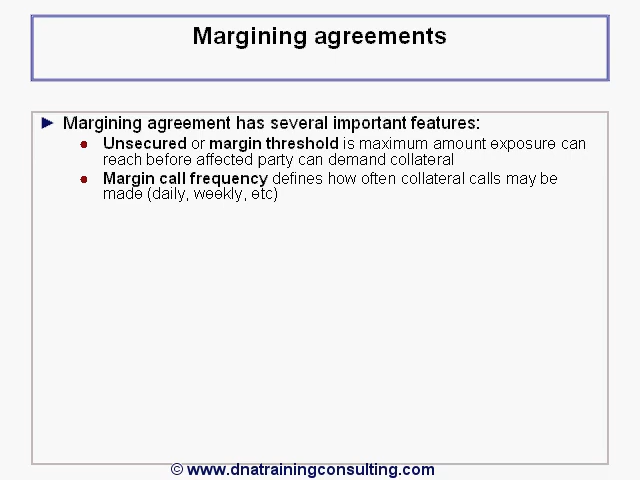 Margining agreements
► Margining agreement has several important features:
● Unsecured or margin threshold is maximum amount exposure can
reach before affected party can demand collateral
● Margin call frequency defines how often collateral calls may be
made (daily, weekly, etc)
© www.dnatrainingconsulting.com